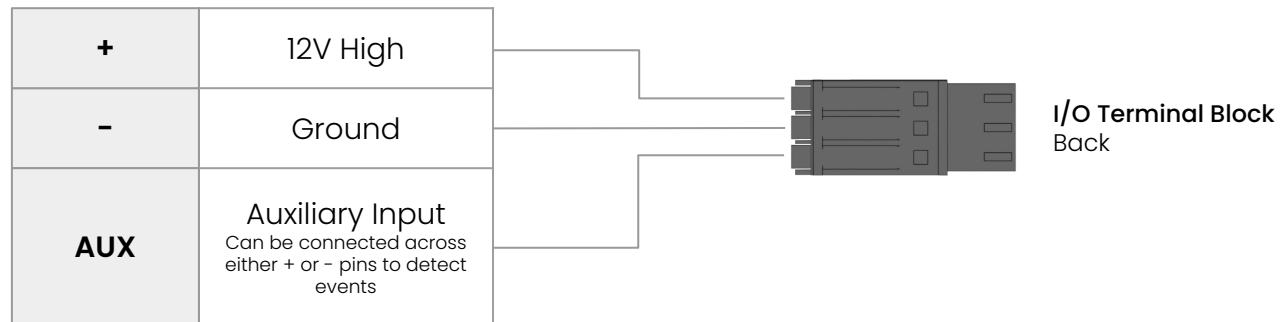 +
12V High
-
Ground
AUX
Auxiliary Input
Can be connected across
either + or - pins to detect
events
I/O Terminal Block
Back